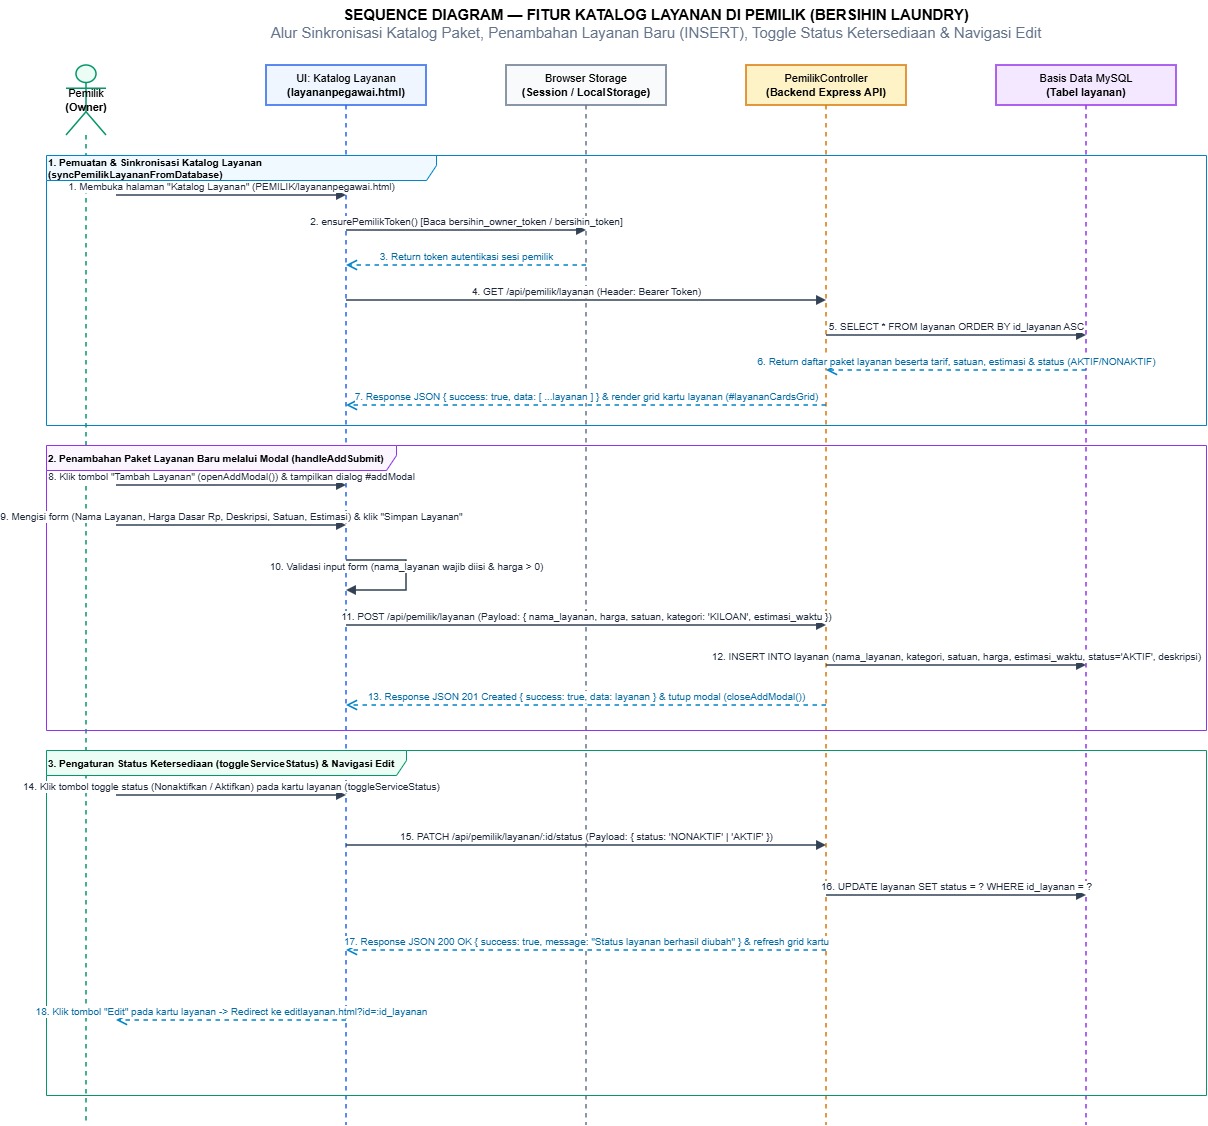 SEQUENCE DIAGRAM — FITUR KATALOG LAYANAN DI PEMILIK (BERSIHIN LAUNDRY)
Alur Sinkronisasi Katalog Paket, Penambahan Layanan Baru (INSERT), Toggle Status Ketersediaan & Navigasi Edit
Pemilik
(Owner)
UI: Katalog Layanan
(layananpegawai.html)
Browser Storage
(Session / LocalStorage)
PemilikController
(Backend Express API)
Basis Data MySQL
(Tabel layanan)
1. Pemuatan & Sinkronisasi Katalog Layanan
(syncPemilikLayananFromDatabase)
1. Membuka halaman "Katalog Layanan" (PEMILIK/layananpegawai.html)
2. ensurePemilikToken() [Baca bersihin_owner_token / bersihin_token]
3. Return token autentikasi sesi pemilik
4. GET /api/pemilik/layanan (Header: Bearer Token)
5. SELECT * FROM layanan ORDER BY id_layanan ASC
6. Return daftar paket layanan beserta tarif, satuan, estimasi & status (AKTIF/NONAKTIF)
7. Response JSON { success: true, data: [ ...layanan ] } & render grid kartu layanan (#layananCardsGrid)
2. Penambahan Paket Layanan Baru melalui Modal (handleAddSubmit)
8. Klik tombol "Tambah Layanan" (openAddModal()) & tampilkan dialog #addModal
9. Mengisi form (Nama Layanan, Harga Dasar Rp, Deskripsi, Satuan, Estimasi) & klik "Simpan Layanan"
10. Validasi input form (nama_layanan wajib diisi & harga > 0)
11. POST /api/pemilik/layanan (Payload: { nama_layanan, harga, satuan, kategori: 'KILOAN', estimasi_waktu })
12. INSERT INTO layanan (nama_layanan, kategori, satuan, harga, estimasi_waktu, status='AKTIF', deskripsi)
13. Response JSON 201 Created { success: true, data: layanan } & tutup modal (closeAddModal())
3. Pengaturan Status Ketersediaan (toggleServiceStatus) & Navigasi Edit
14. Klik tombol toggle status (Nonaktifkan / Aktifkan) pada kartu layanan (toggleServiceStatus)
15. PATCH /api/pemilik/layanan/:id/status (Payload: { status: 'NONAKTIF' | 'AKTIF' })
16. UPDATE layanan SET status = ? WHERE id_layanan = ?
17. Response JSON 200 OK { success: true, message: "Status layanan berhasil diubah" } & refresh grid kartu
18. Klik tombol "Edit" pada kartu layanan -> Redirect ke editlayanan.html?id=:id_layanan